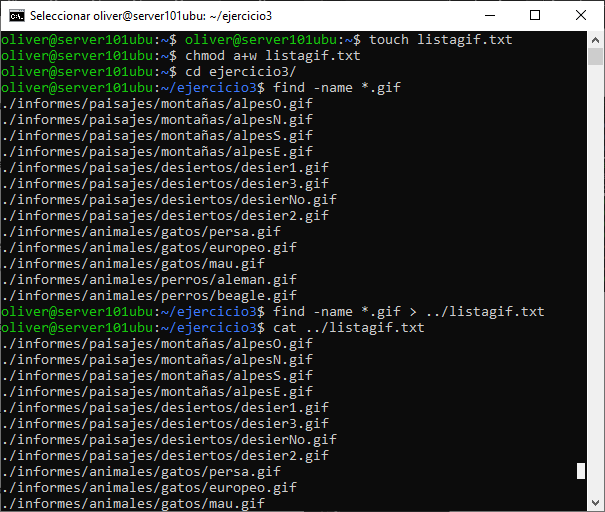 Seleccionar oliver@server101ubu: ~/ejercicio3
oliver@server101ubu:~$ oliver@server101ubu:~$ touch listagif.txt
oliver@server101ubu:~$ chmod a+w listagif.txt
oliver@server101ubu:~$ cd ejercicio3/
oliver@server101ubu:~/ejercicio3$ find -name *.gif
./informes/paisajes/montañas/alpesO.gif
./informes/paisajes/montañas/alpesN.gif
./informes/paisajes/montañas/alpesS.gif
./informes/paisajes/montañas/alpesE.gif
./informes/paisajes/desiertos/desier1.gif
./informes/paisajes/desiertos/desier3.gif
./informes/paisajes/desiertos/desierNo.gif
./informes/paisajes/desiertos/desier2.gif
./informes/animales/gatos/persa.gif
./informes/animales/gatos/europeo.gif
./informes/animales/gatos/mau.gif
./informes/animales/perros/aleman.gif
./informes/animales/perros/beagle.gif
oliver@server101ubu:~/ejercicio3$ find -name *.gif > ../listagif.txt
oliver@server101ubu:~/ejercicio3$ cat ../listagif.txt
./informes/paisajes/montañas/alpesO.gif
./informes/paisajes/montañas/alpesN.gif
./informes/paisajes/montañas/alpesS.gif
./informes/paisajes/montañas/alpesE.gif
./informes/paisajes/desiertos/desier1.gif
./informes/paisajes/desiertos/desier3.gif
./informes/paisajes/desiertos/desierNo.gif
./informes/paisajes/desiertos/desier2.gif
./informes/animales/gatos/persa.gif
./informes/animales/gatos/europeo.gif
./informes/animales/gatos/mau.gif